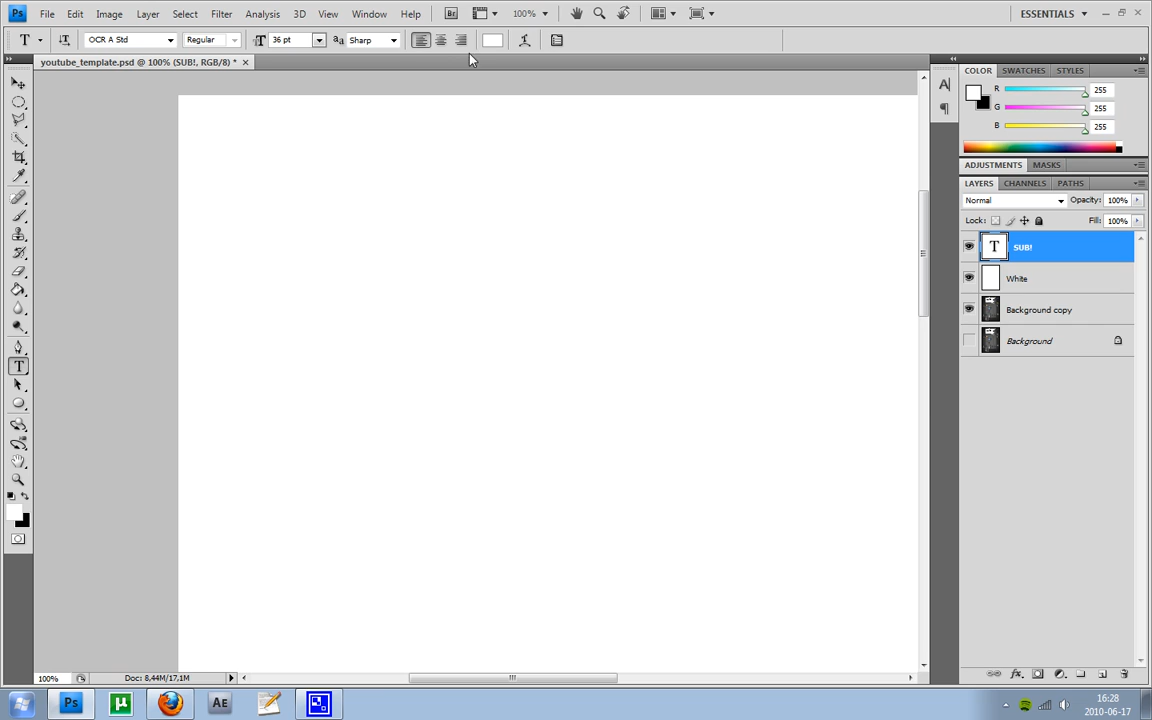 Ps File Edit Image Layer Select Filter Analysis 3D View Window Help Br 100% ESSENTIALS
T OCR A Std Regular T 36 pt aa Sharp
youtube_template.psd @ 100% (SUB!, RGB/8) *
COLOR SWATCHES STYLES
R 255
G 255
B 255
ADJUSTMENTS MASKS
LAYERS CHANNELS PATHS
Normal Opacity: 100%
Lock: Fill: 100%
T SUB!
White
Background copy
Background
100% Doc: 8,44M/17,1M
Ps µ AE
16:28
2010-06-17